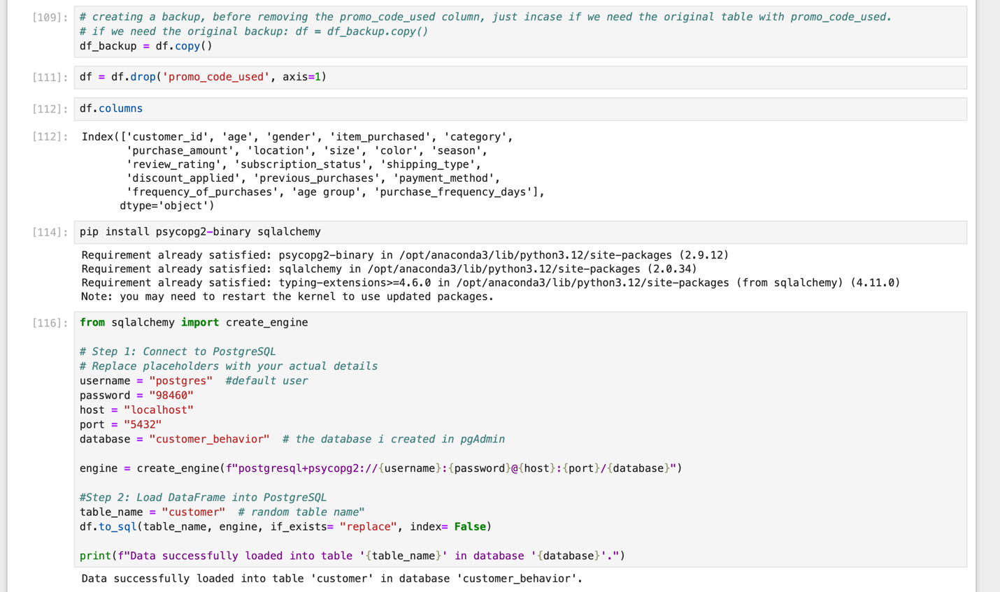 [109]: # creating a backup, before removing the promo_code_used column, just incase if we need the original table with promo_code_used.
# if we need the original backup: df = df_backup.copy()
df_backup = df.copy()
[111]: df = df.drop('promo_code_used', axis=1)
[112]: df.columns
[112]: Index(['customer_id', 'age', 'gender', 'item_purchased', 'category',
'purchase_amount', 'location', 'size', 'color', 'season',
'review_rating', 'subscription_status', 'shipping_type',
'discount_applied', 'previous_purchases', 'payment_method',
'frequency_of_purchases', 'age group', 'purchase_frequency_days'],
dtype='object')
[114]: pip install psycopg2-binary sqlalchemy
Requirement already satisfied: psycopg2-binary in /opt/anaconda3/lib/python3.12/site-packages (2.9.12)
Requirement already satisfied: sqlalchemy in /opt/anaconda3/lib/python3.12/site-packages (2.0.34)
Requirement already satisfied: typing-extensions>=4.6.0 in /opt/anaconda3/lib/python3.12/site-packages (from sqlalchemy) (4.11.0)
Note: you may need to restart the kernel to use updated packages.
[116]: from sqlalchemy import create_engine
# Step 1: Connect to PostgreSQL
# Replace placeholders with your actual details
username = "postgres"  #default user
password = "98460"
host = "localhost"
port = "5432"
database = "customer_behavior"  # the database i created in pgAdmin
engine = create_engine(f"postgresql+psycopg2://{username}:{password}@{host}:{port}/{database}")
#Step 2: Load DataFrame into PostgreSQL
table_name = "customer"  # random table name"
df.to_sql(table_name, engine, if_exists= "replace", index= False)
print(f"Data successfully loaded into table '{table_name}' in database '{database}'.")
Data successfully loaded into table 'customer' in database 'customer_behavior'.